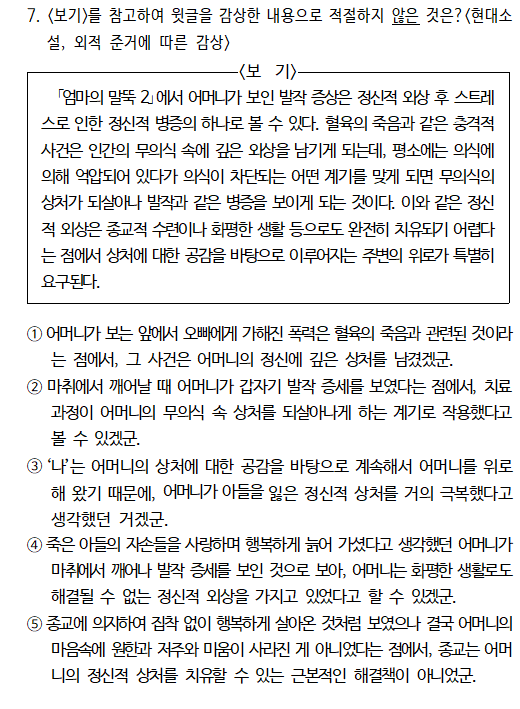 7. <보기>를 참고하여 윗글을 감상한 내용으로 적절하지 않은 것은?<현대소
설, 외적 준거에 따른 감상>
<보 기>
「엄마의 말뚝 2」에서 어머니가 보인 발작 증상은 정신적 외상 후 스트레
스로 인한 정신적 병증의 하나로 볼 수 있다. 혈육의 죽음과 같은 충격적
사건은 인간의 무의식 속에 깊은 외상을 남기게 되는데, 평소에는 의식에
의해 억압되어 있다가 의식이 차단되는 어떤 계기를 맞게 되면 무의식의
상처가 되살아나 발작과 같은 병증을 보이게 되는 것이다. 이와 같은 정신
적 외상은 종교적 수련이나 화평한 생활 등으로도 완전히 치유되기 어렵다
는 점에서 상처에 대한 공감을 바탕으로 이루어지는 주변의 위로가 특별히
요구된다.
① 어머니가 보는 앞에서 오빠에게 가해진 폭력은 혈육의 죽음과 관련된 것이라
는 점에서, 그 사건은 어머니의 정신에 깊은 상처를 남겼겠군.
② 마취에서 깨어날 때 어머니가 갑자기 발작 증세를 보였다는 점에서, 치료
과정이 어머니의 무의식 속 상처를 되살아나게 하는 계기로 작용했다고
볼 수 있겠군.
③ ‘나’는 어머니의 상처에 대한 공감을 바탕으로 계속해서 어머니를 위로
해 왔기 때문에, 어머니가 아들을 잃은 정신적 상처를 거의 극복했다고
생각했던 거겠군.
④ 죽은 아들의 자손들을 사랑하며 행복하게 늙어 가셨다고 생각했던 어머니가
마취에서 깨어나 발작 증세를 보인 것으로 보아, 어머니는 화평한 생활로도
해결될 수 없는 정신적 외상을 가지고 있었다고 할 수 있겠군.
⑤ 종교에 의지하여 집착 없이 행복하게 살아온 것처럼 보였으나 결국 어머니의
마음속에 원한과 저주와 미움이 사라진 게 아니었다는 점에서, 종교는 어머
니의 정신적 상처를 치유할 수 있는 근본적인 해결책이 아니었군.